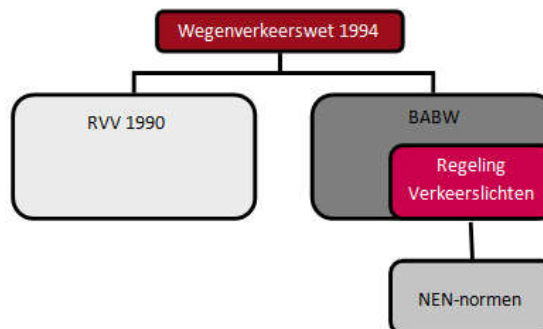 Wegenverkeerswet 1994
RVV 1990
BABW
Regeling
Verkeerslichten
NEN-normen